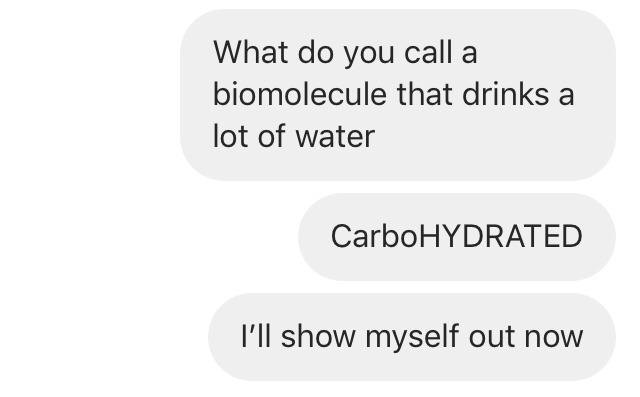 What do you call a
biomolecule that drinks a
lot of water
CarboHYDRATED
I’ll show myself out now